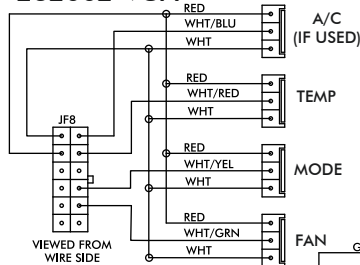 RED
WHT/BLU
WHT
A/C
(IF USED)
RED
WHT/RED
WHT
TEMP
JF8
RED
WHT/YEL
WHT
MODE
RED
WHT/GRN
WHT
FAN
VIEWED FROM
WIRE SIDE
G